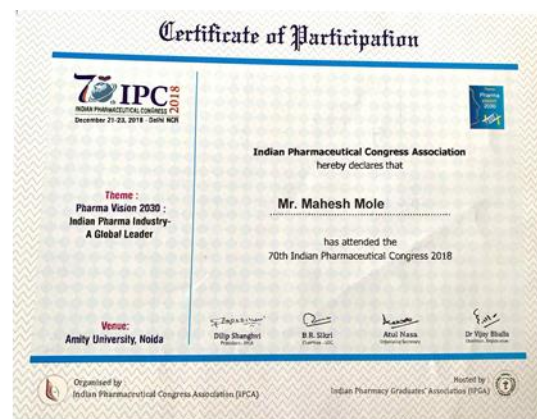 Certificate of Participation
70 IPC 2018
INDIAN PHARMACEUTICAL CONGRESS
December 21-23, 2018 - Delhi NCR
Pharma
Indian Pharmaceutical Congress Association
hereby declares that
Mr. Mahesh Mole
has attended the
70th Indian Pharmaceutical Congress 2018
Theme :
Pharma Vision 2030 :
Indian Pharma Industry-
A Global Leader
Venue:
Amity University, Noida
Dilip Shanghvi
B.R. Sikri
Atul Nasa
Dr Vijay Bhalla
Organised by :
Indian Pharmaceutical Congress Association (IPCA)
Hosted by :
Indian Pharmacy Graduates' Association (IPGA)